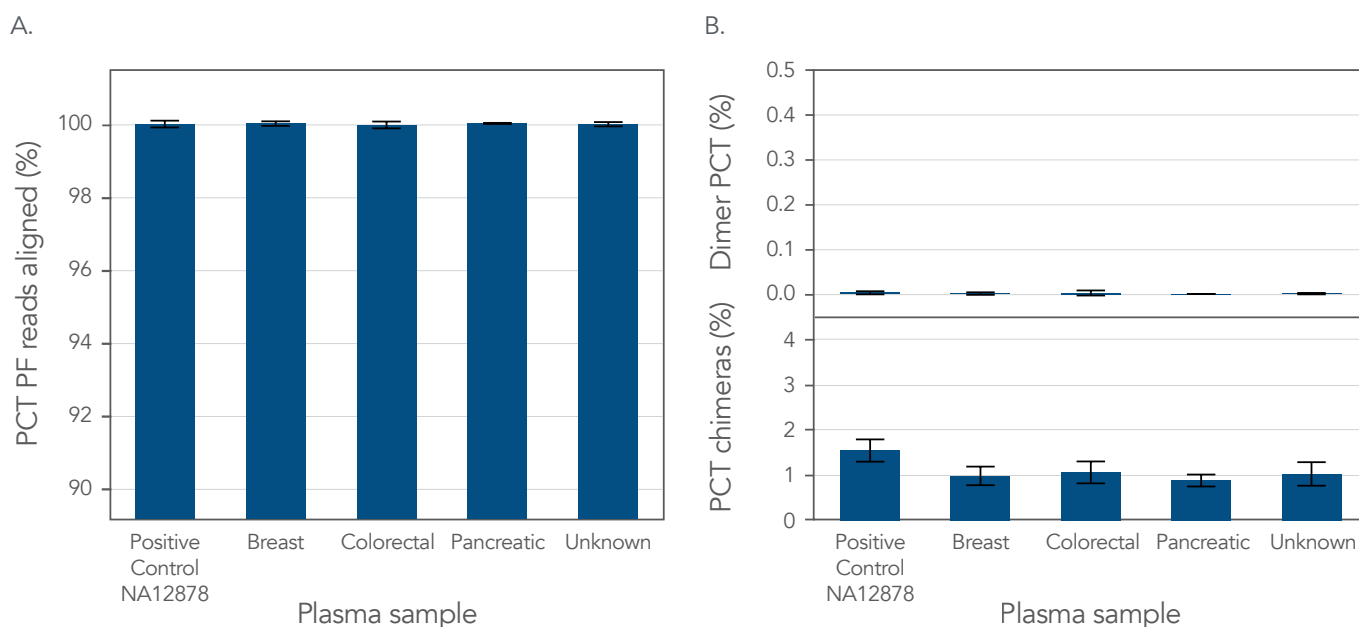 A.
PCT PF reads aligned (%)
100
98
96
94
92
90
Positive Control NA12878
Breast
Colorectal
Pancreatic
Unknown
Plasma sample
B.
Dimer PCT (%)
0.5
0.4
0.3
0.2
0.1
0.0
PCT chimeras (%)
4
3
2
1
0
Positive Control NA12878
Breast
Colorectal
Pancreatic
Unknown
Plasma sample